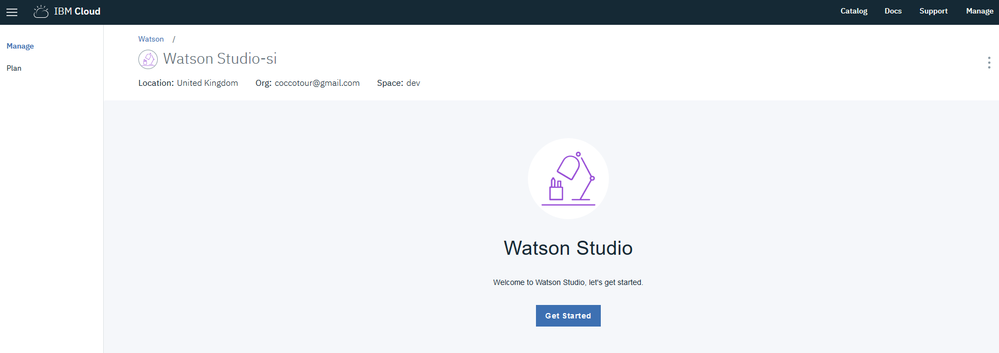 IBM Cloud
Catalog Docs Support Manage
Manage
Plan
Watson /
Watson Studio-si
Location: United Kingdom Org: coccotour@gmail.com Space: dev
Watson Studio
Welcome to Watson Studio, let's get started.
Get Started